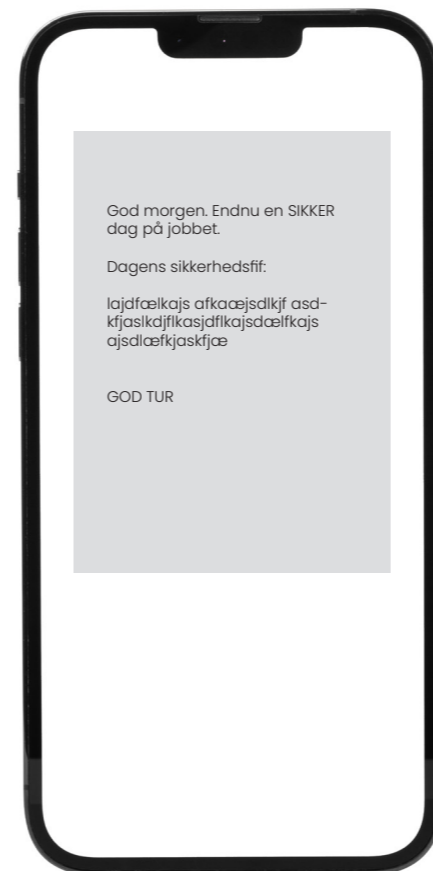 God morgen. Endnu en SIKKER
dag på jobbet.
Dagens sikkerhedsfif:
lajdfælkajs afkaæjsdlkjf asd-
kfjaslkdjflkasjdflkajsdælfkajs
ajsdlæfkjaskfjæ
GOD TUR